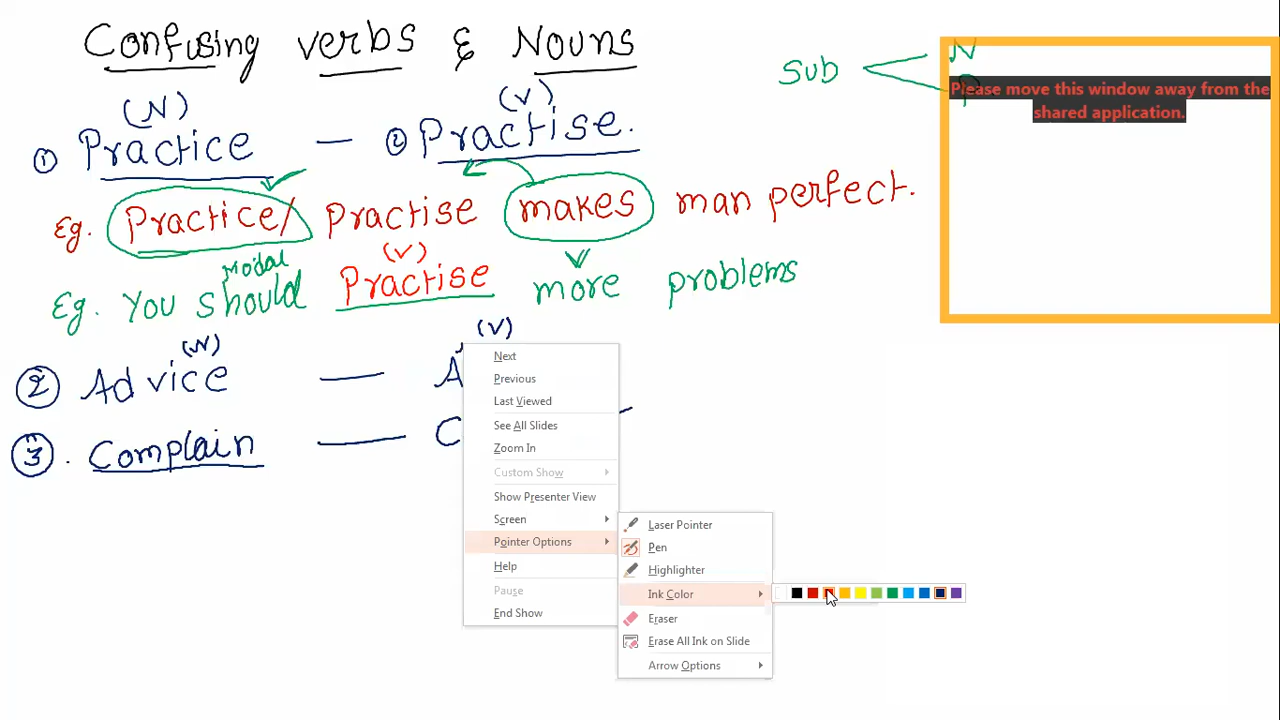 Confusing verbs & Nouns
Sub N
P
Please move this window away from the
shared application.
(N) (V)
① Practice — ② Practise.
Eg. Practice/ Practise makes man perfect.
Modal (V)
Eg. You should Practise more problems
(N) (V)
② Advice — A
③. Complain — C
Next
Previous
Last Viewed
See All Slides
Zoom In
Custom Show
Show Presenter View
Screen
Pointer Options
Help
Pause
End Show
Laser Pointer
Pen
Highlighter
Ink Color
Eraser
Erase All Ink on Slide
Arrow Options